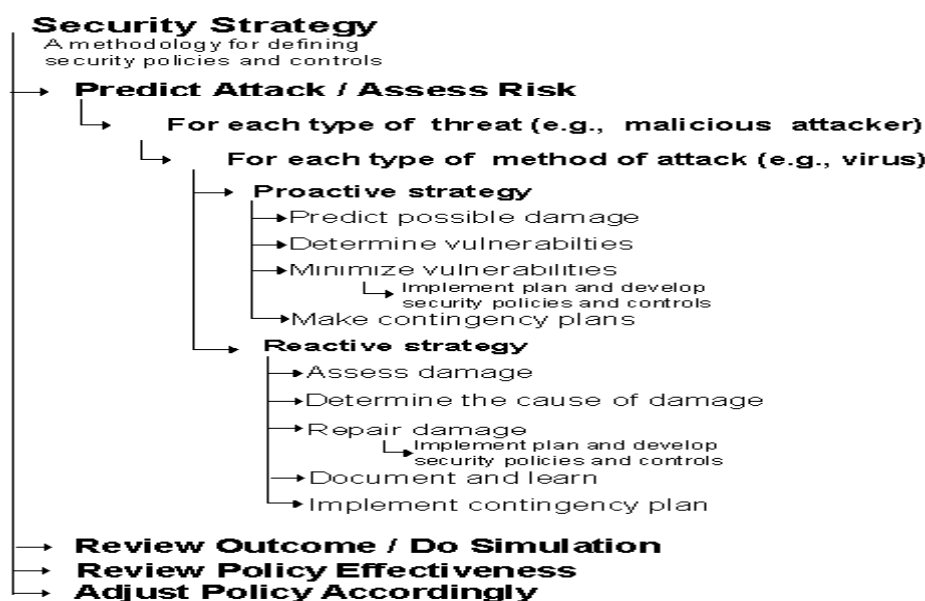 Security Strategy
A methodology for defining
security policies and controls
Predict Attack / Assess Risk
For each type of threat (e.g., malicious attacker)
For each type of method of attack (e.g., virus)
Proactive strategy
Predict possible damage
Determine vulnerabilties
Minimize vulnerabilities
Implement plan and develop
security policies and controls
Make contingency plans
Reactive strategy
Assess damage
Determine the cause of damage
Repair damage
Implement plan and develop
security policies and controls
Document and learn
Implement contingency plan
Review Outcome / Do Simulation
Review Policy Effectiveness
Adjust Policy Accordingly